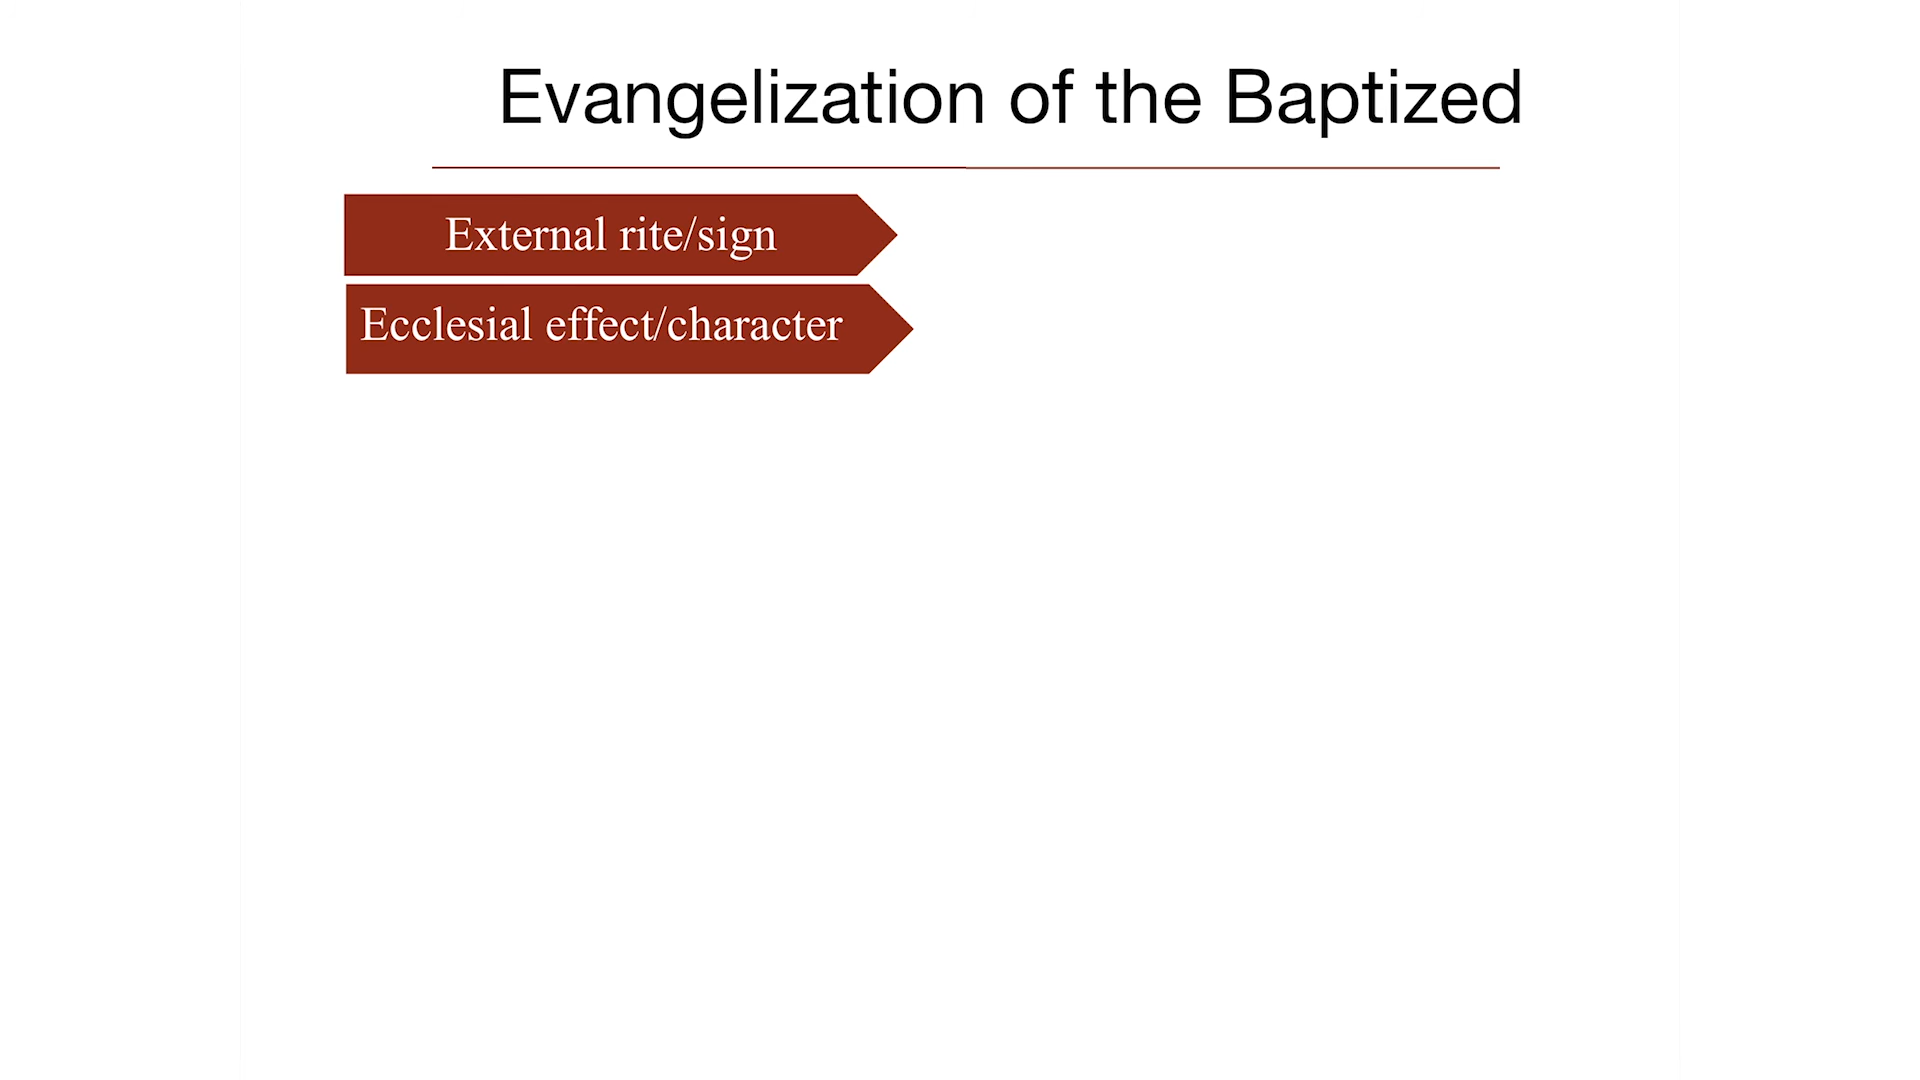 Evangelization of the Baptized
External rite/sign
Ecclesial effect/character